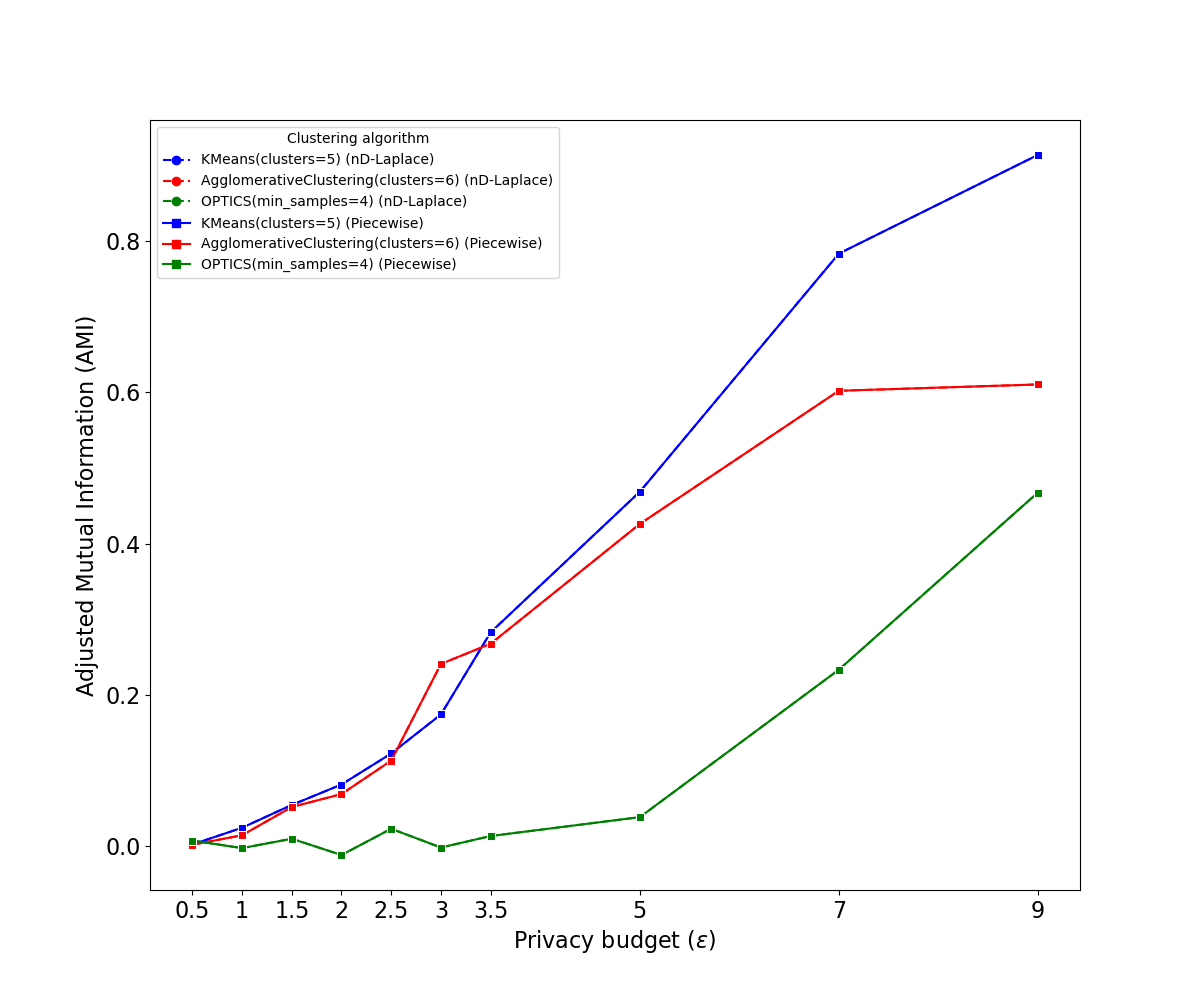 Clustering algorithm
KMeans(clusters=5) (nD-Laplace)
AgglomerativeClustering(clusters=6) (nD-Laplace)
OPTICS(min_samples=4) (nD-Laplace)
KMeans(clusters=5) (Piecewise)
AgglomerativeClustering(clusters=6) (Piecewise)
OPTICS(min_samples=4) (Piecewise)
Adjusted Mutual Information (AMI)
0.8
0.6
0.4
0.2
0.0
0.5 1 1.5 2 2.5 3 3.5 5 7 9
Privacy budget (ε)